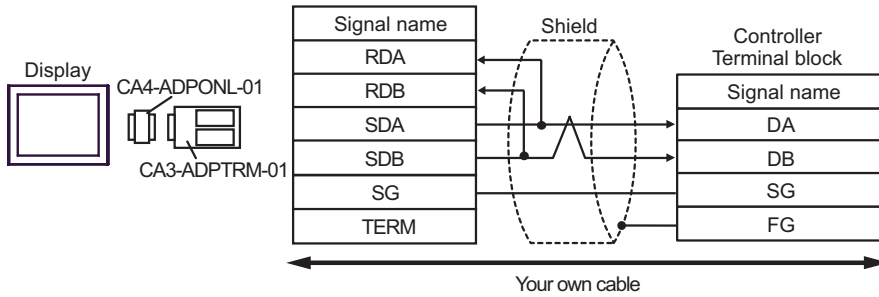 Display
CA4-ADPONL-01
CA3-ADPTRM-01
Signal name
RDA
RDB
SDA
SDB
SG
TERM
Shield
Controller
Terminal block
Signal name
DA
DB
SG
FG
Your own cable